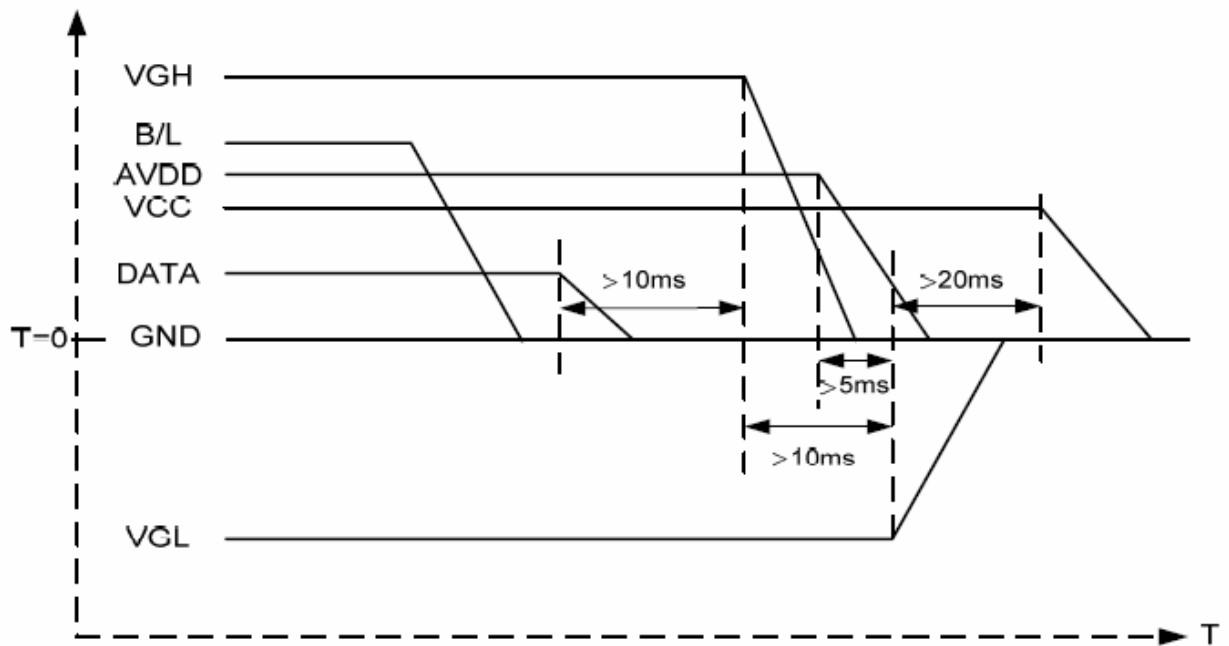 VGH
B/L
AVDD
VCC
DATA
>10ms
>20ms
T=0
GND
>5ms
>10ms
VGL
T